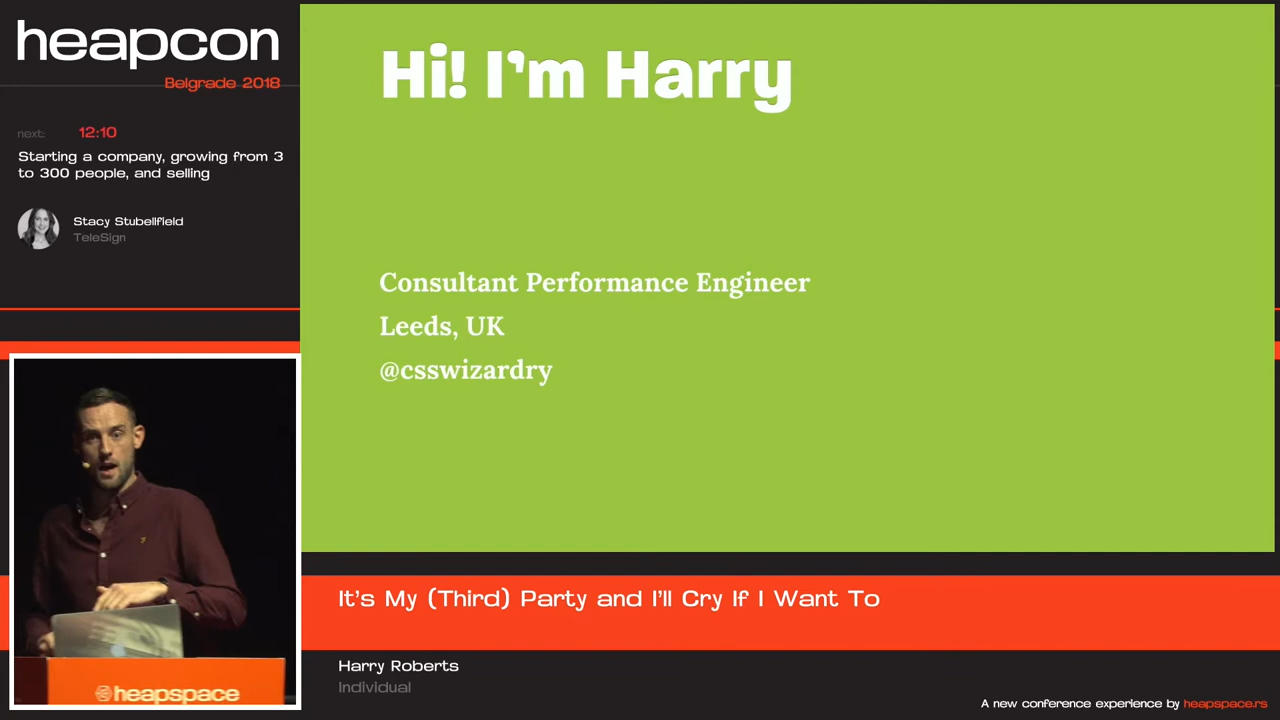 heapcon
Belgrade 2018
next: 12:10
Starting a company, growing from 3
to 300 people, and selling
Stacy Stubellfield
TeleSign
Hi! I'm Harry
Consultant Performance Engineer
Leeds, UK
@csswizardry
heapspace
It's My (Third) Party and I'll Cry If I Want To
Harry Roberts
Individual
A new conference experience by heapspace.rs